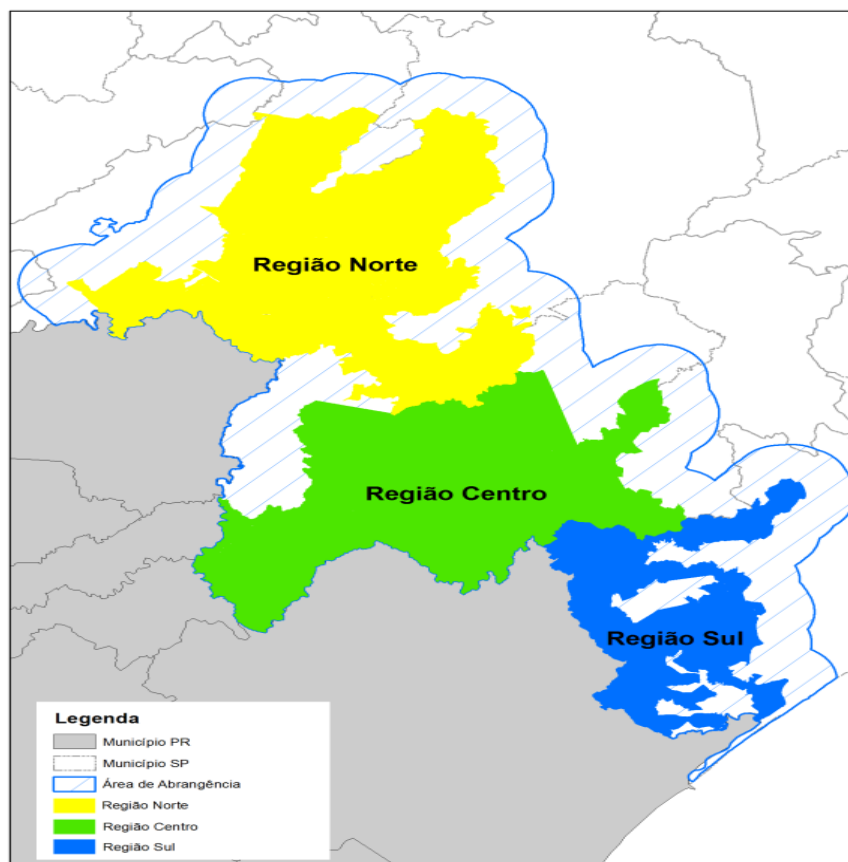 Região Norte
Região Centro
Região Sul
Legenda
Município PR
Município SP
Área de Abrangência
Região Norte
Região Centro
Região Sul